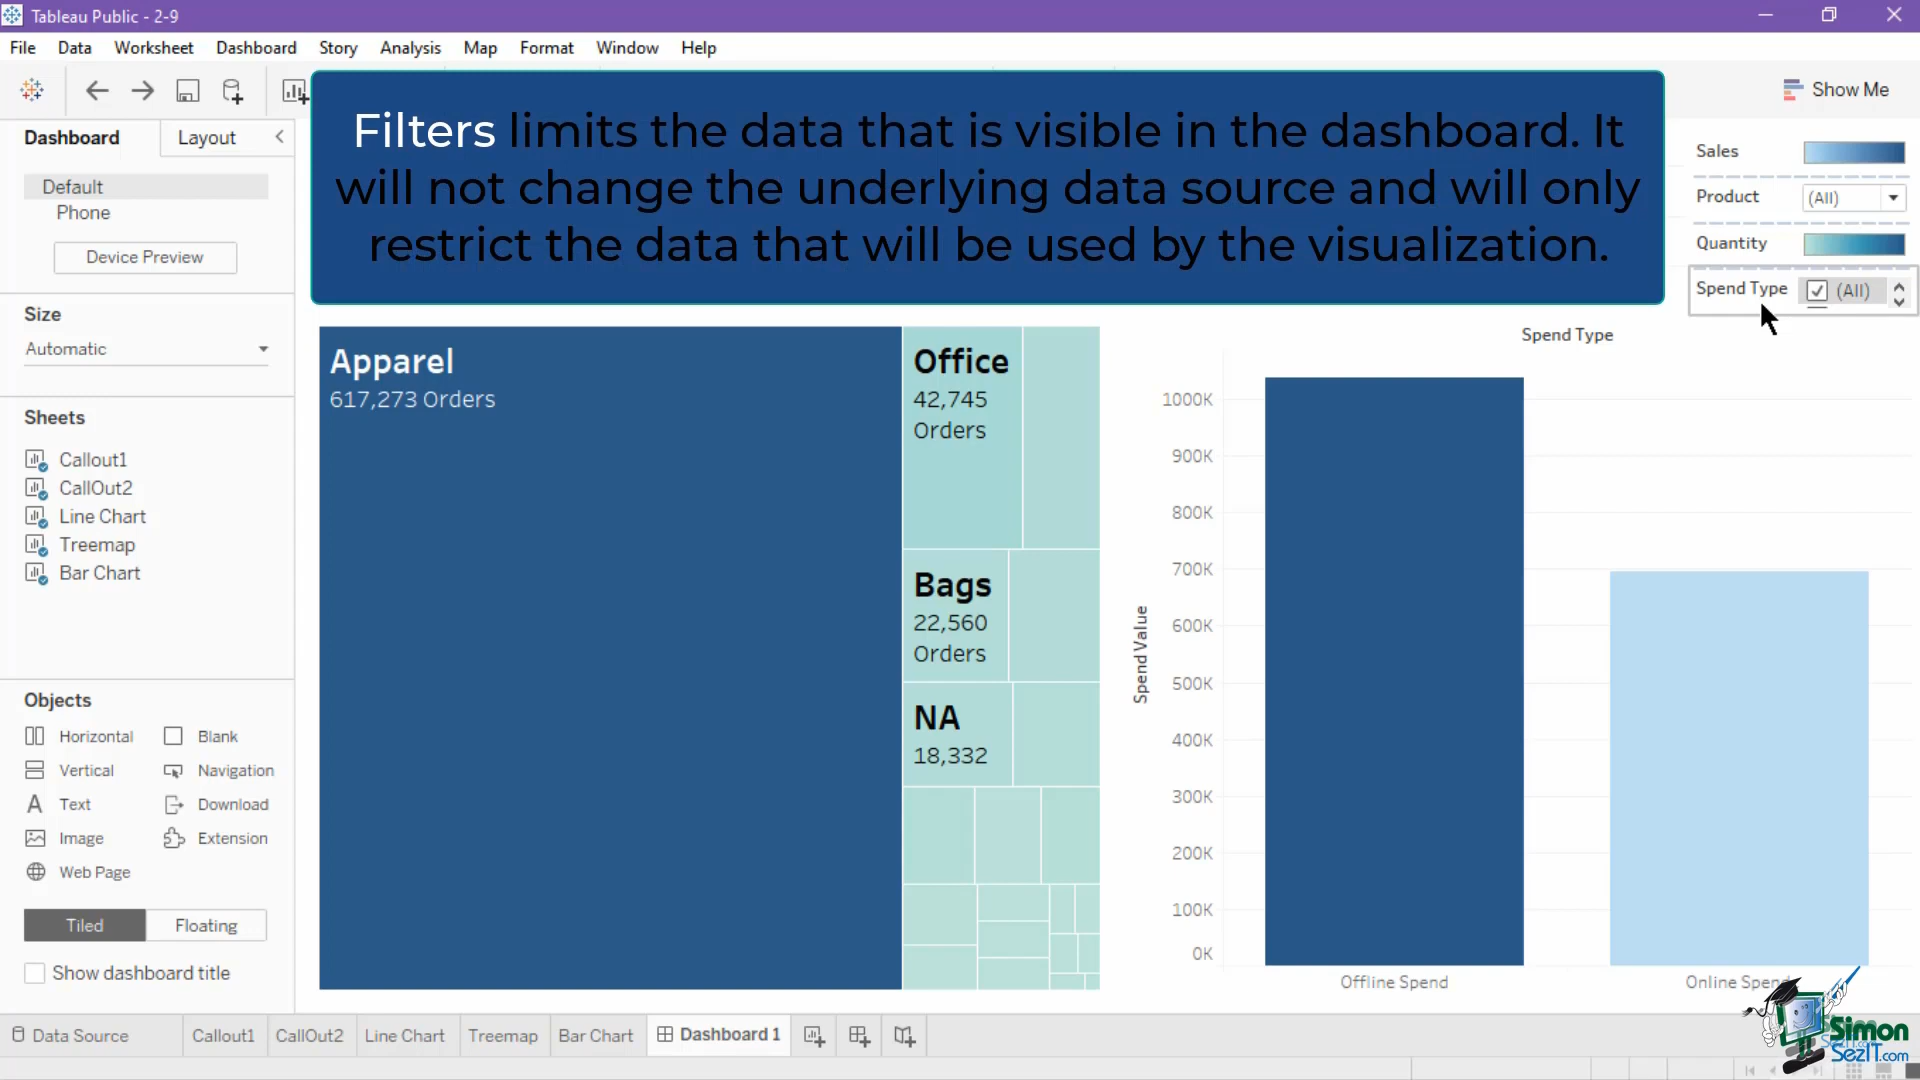 Tableau Public - 2-9
File Data Worksheet Dashboard Story Analysis Map Format Window Help
Show Me
Dashboard Layout
Default
Phone
Device Preview
Size
Automatic
Sheets
Callout1
CallOut2
Line Chart
Treemap
Bar Chart
Objects
Horizontal Blank
Vertical Navigation
Text Download
Image Extension
Web Page
Tiled Floating
Show dashboard title
Filters limits the data that is visible in the dashboard. It
will not change the underlying data source and will only
restrict the data that will be used by the visualization.
Sales
Product (All)
Quantity
Spend Type (All)
Apparel
617,273 Orders
Office
42,745
Orders
Bags
22,560
Orders
NA
18,332
Spend Type
Spend Value
1000K
900K
800K
700K
600K
500K
400K
300K
200K
100K
0K
Offline Spend Online Spend
Data Source Callout1 CallOut2 Line Chart Treemap Bar Chart Dashboard 1
Simon
SezIT.com